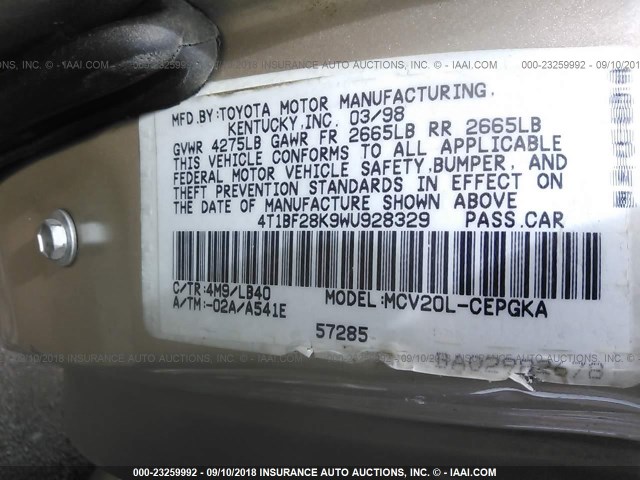 000-23259992 - 09/10/2018 INSURANCE AUTO AUCTIONS, INC. - © IAAI.COM
MFD.BY:TOYOTA MOTOR MANUFACTURING,
KENTUCKY,INC. 03/98
GVWR 4275LB GAWR FR 2665LB RR 2665LB
THIS VEHICLE CONFORMS TO ALL APPLICABLE
FEDERAL MOTOR VEHICLE SAFETY,BUMPER, AND
THEFT PREVENTION STANDARDS IN EFFECT ON
THE DATE OF MANUFACTURE SHOWN ABOVE
4T1BF28K9WU928329 PASS.CAR
C/TR:4M9/LB40
A/TM:-02A/A541E
MODEL:MCV20L-CEPGKA
57285
000-23259992 - 09/10/2018 INSURANCE AUTO AUCTIONS, INC. - © IAAI.COM